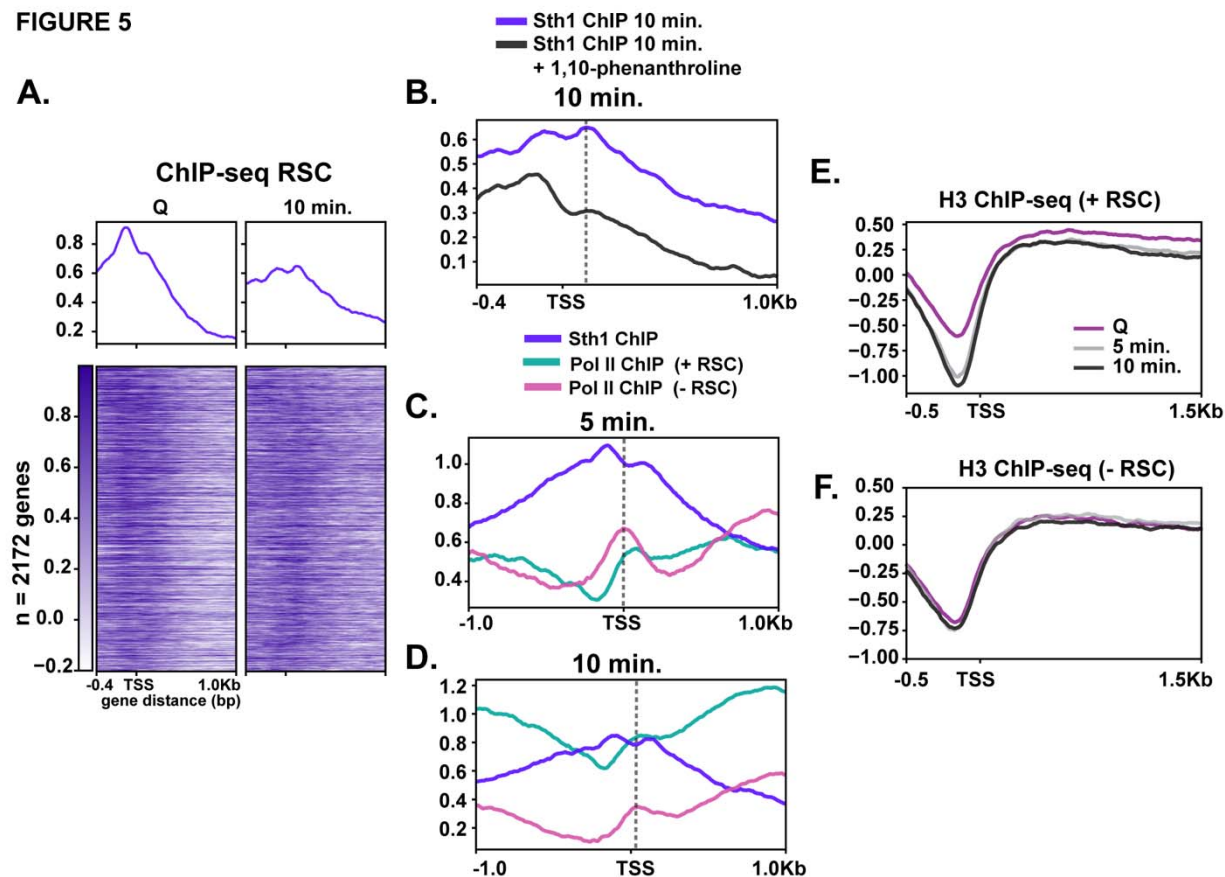 FIGURE 5
A.
ChIP-seq RSC
Q
10 min.
0.8
0.6
0.4
0.2
n = 2172 genes
0.8
0.6
0.4
0.2
0.0
−0.2
-0.4 TSS 1.0Kb
gene distance (bp)
Sth1 ChIP 10 min.
Sth1 ChIP 10 min.
+ 1,10-phenanthroline
B.
10 min.
0.6
0.5
0.4
0.3
0.2
0.1
-0.4 TSS 1.0Kb
Sth1 ChIP
Pol II ChIP (+ RSC)
Pol II ChIP (- RSC)
C.
5 min.
1.0
0.8
0.6
0.4
-1.0 TSS 1.0Kb
D.
10 min.
1.2
1.0
0.8
0.6
0.4
0.2
-1.0 TSS 1.0Kb
E.
H3 ChIP-seq (+ RSC)
0.50
0.25
0.00
−0.25
−0.50
−0.75
−1.00
Q
5 min.
10 min.
-0.5 TSS 1.5Kb
F.
H3 ChIP-seq (- RSC)
0.50
0.25
0.00
−0.25
−0.50
−0.75
−1.00
-0.5 TSS 1.5Kb